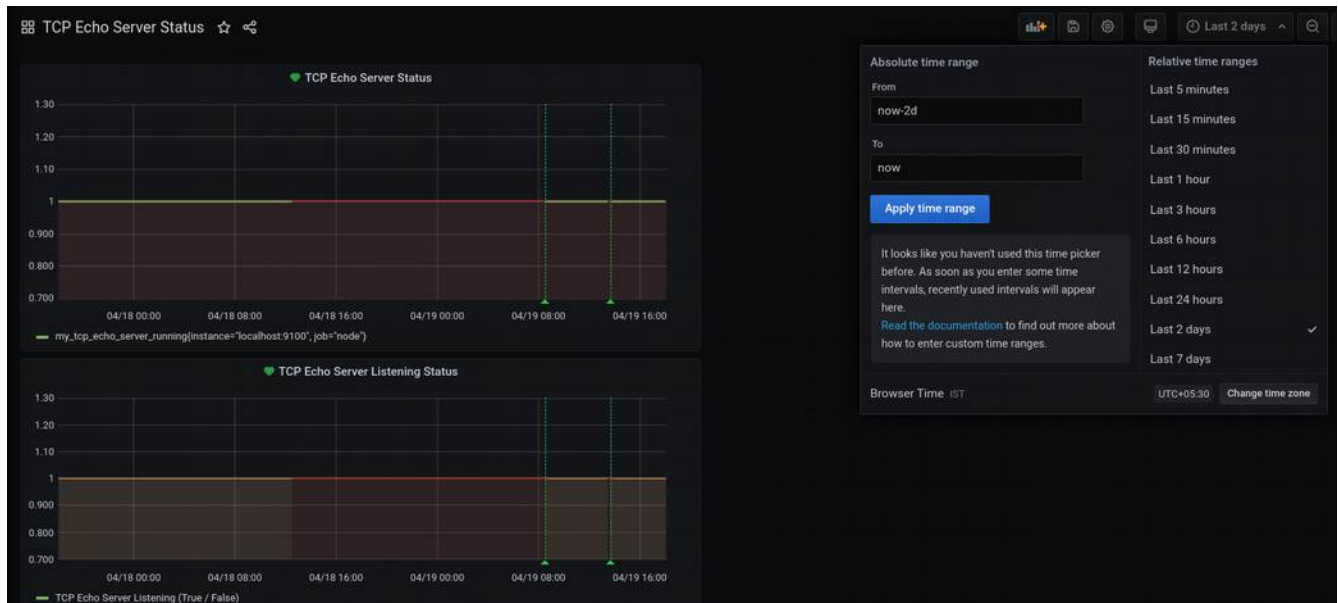 TCP Echo Server Status
Last 2 days
TCP Echo Server Status
1.30
1.20
1.10
1
0.900
0.800
0.700
04/18 00:00 04/18 08:00 04/18 16:00 04/19 00:00 04/19 08:00 04/19 16:00
my_tcp_echo_server_running{instance="localhost:9100", job="node"}
TCP Echo Server Listening Status
1.30
1.20
1.10
1
0.900
0.800
0.700
04/18 00:00 04/18 08:00 04/18 16:00 04/19 00:00 04/19 08:00 04/19 16:00
TCP Echo Server Listening (True / False)
Absolute time range
From
now-2d
To
now
Apply time range
It looks like you haven't used this time picker
before. As soon as you enter some time
intervals, recently used intervals will appear
here.
Read the documentation to find out more about
how to enter custom time ranges.
Relative time ranges
Last 5 minutes
Last 15 minutes
Last 30 minutes
Last 1 hour
Last 3 hours
Last 6 hours
Last 12 hours
Last 24 hours
Last 2 days
Last 7 days
Browser Time IST
UTC+05:30 Change time zone